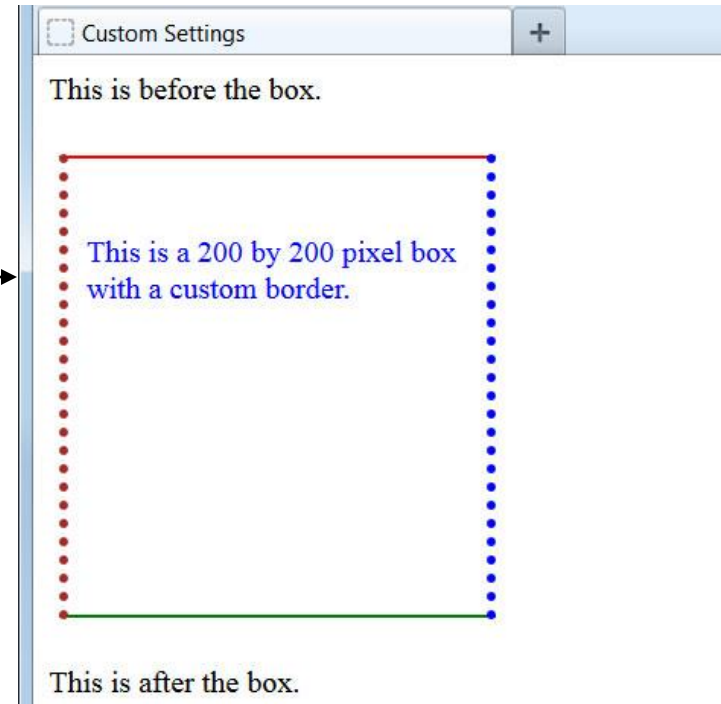 Custom Settings
This is before the box.
This is a 200 by 200 pixel box
with a custom border.
This is after the box.